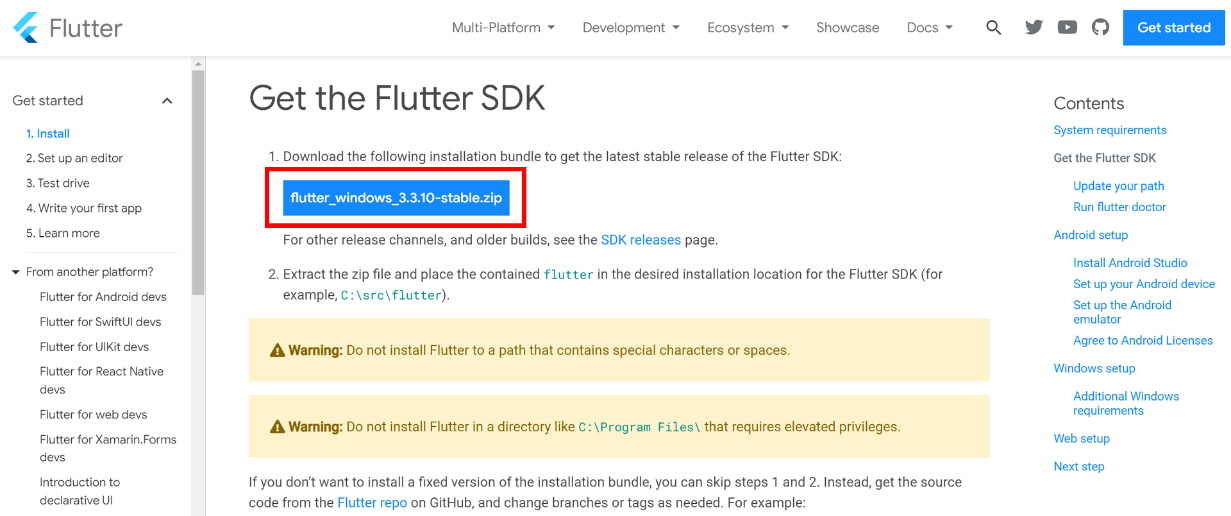 Flutter
Multi-Platform
Development
Ecosystem
Showcase
Docs
Get started
Get started
1. Install
2. Set up an editor
3. Test drive
4. Write your first app
5. Learn more
From another platform?
Flutter for Android devs
Flutter for SwiftUI devs
Flutter for UIKit devs
Flutter for React Native
devs
Flutter for web devs
Flutter for Xamarin.Forms
devs
Introduction to
declarative UI
Get the Flutter SDK
1. Download the following installation bundle to get the latest stable release of the Flutter SDK:
flutter_windows_3.3.10-stable.zip
For other release channels, and older builds, see the SDK releases page.
2. Extract the zip file and place the contained flutter in the desired installation location for the Flutter SDK (for
example, C:\src\flutter).
Warning: Do not install Flutter to a path that contains special characters or spaces.
Warning: Do not install Flutter in a directory like C:\Program Files\ that requires elevated privileges.
If you don't want to install a fixed version of the installation bundle, you can skip steps 1 and 2. Instead, get the source
code from the Flutter repo on GitHub, and change branches or tags as needed. For example:
Contents
System requirements
Get the Flutter SDK
Update your path
Run flutter doctor
Android setup
Install Android Studio
Set up your Android device
Set up the Android
emulator
Agree to Android Licenses
Windows setup
Additional Windows
requirements
Web setup
Next step